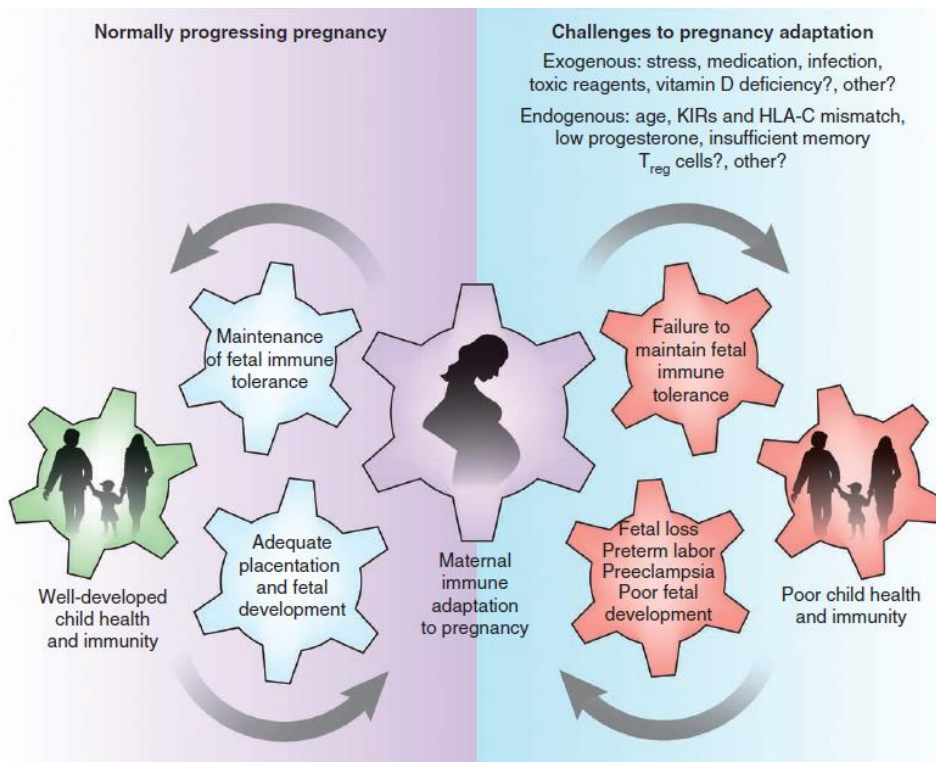 Normally progressing pregnancy
Challenges to pregnancy adaptation
Exogenous: stress, medication, infection,
toxic reagents, vitamin D deficiency?, other?
Endogenous: age, KIRs and HLA-C mismatch,
low progesterone, insufficient memory
Treg cells?, other?
Maintenance
of fetal immune
tolerance
Failure to
maintain fetal
immune
tolerance
Adequate
placentation
and fetal
development
Maternal
immune
adaptation
to pregnancy
Fetal loss
Preterm labor
Preeclampsia
Poor fetal
development
Well-developed
child health
and immunity
Poor child health
and immunity